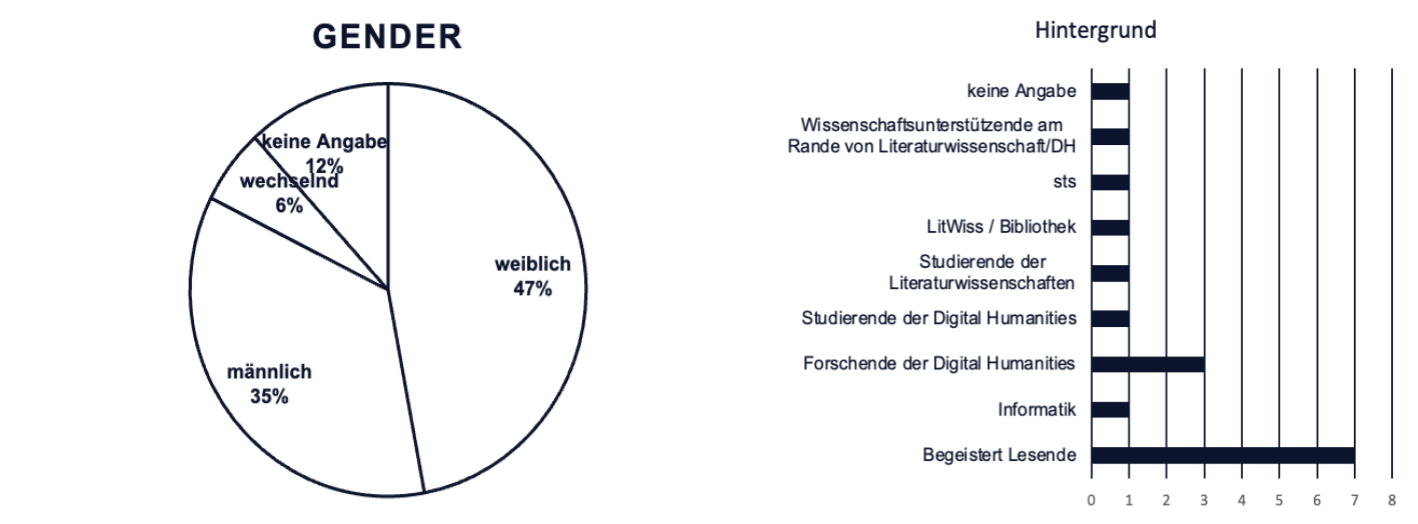 GENDER
keine Angabe
12%
wechselnd
6%
weiblich
47%
männlich
35%
Hintergrund
keine Angabe
Wissenschaftsunterstützende am
Rande von Literaturwissenschaft/DH
sts
LitWiss / Bibliothek
Studierende der
Literaturwissenschaften
Studierende der Digital Humanities
Forschende der Digital Humanities
Informatik
Begeistert Lesende
0 1 2 3 4 5 6 7 8